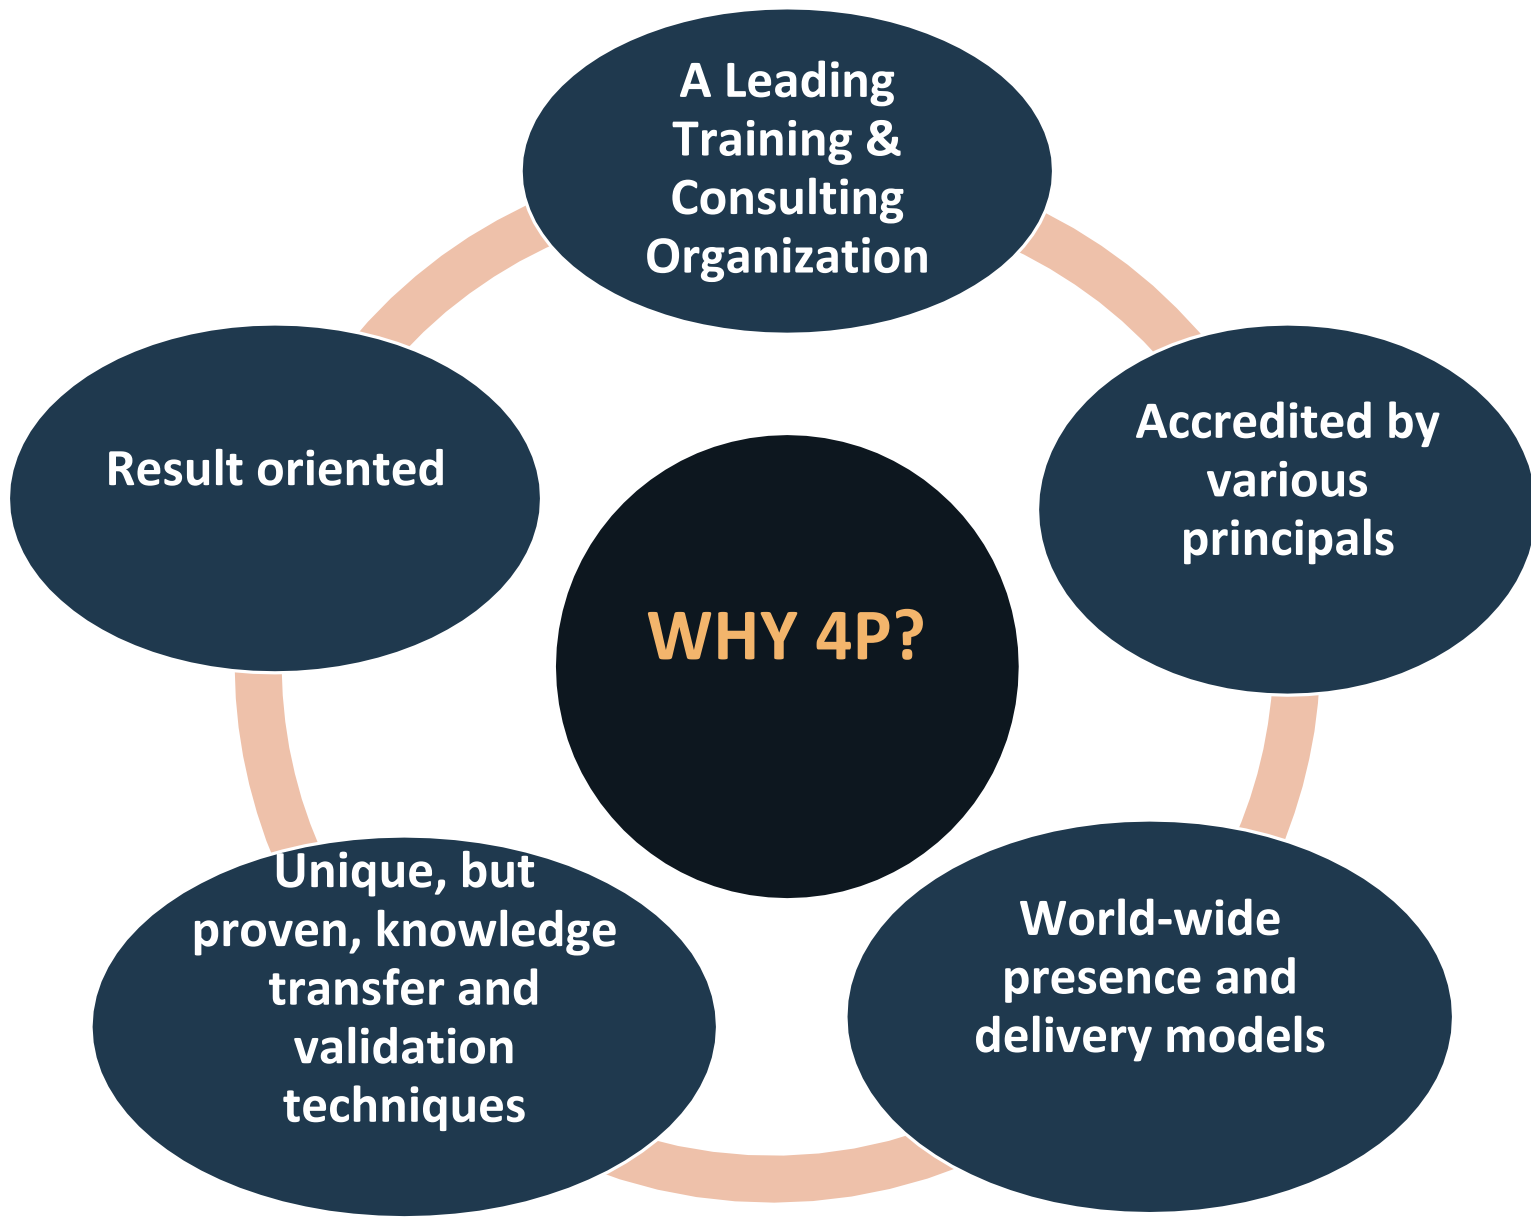 A Leading
Training &
Consulting
Organization
Accredited by
various
principals
World-wide
presence and
delivery models
Unique, but
proven, knowledge
transfer and
validation
techniques
Result oriented
WHY 4P?